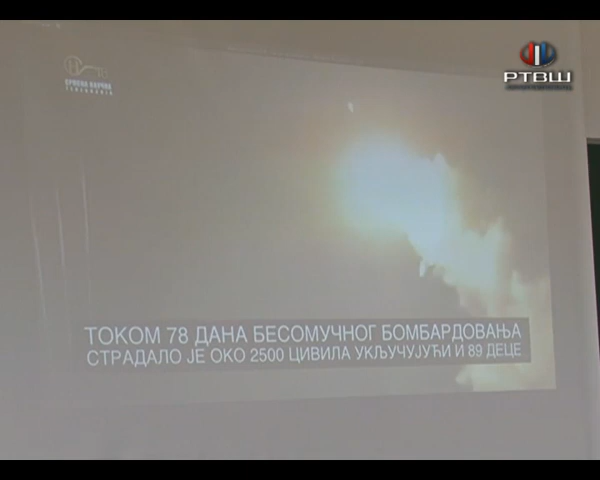 РТВШ
ТОКОМ 78 ДАНА БЕСОМУЧНОГ БОМБАРДОВАЊА
СТРАДАЛО ЈЕ ОКО 2500 ЦИВИЛА УКЉУЧУЈУЋИ И 89 ДЕЦЕ